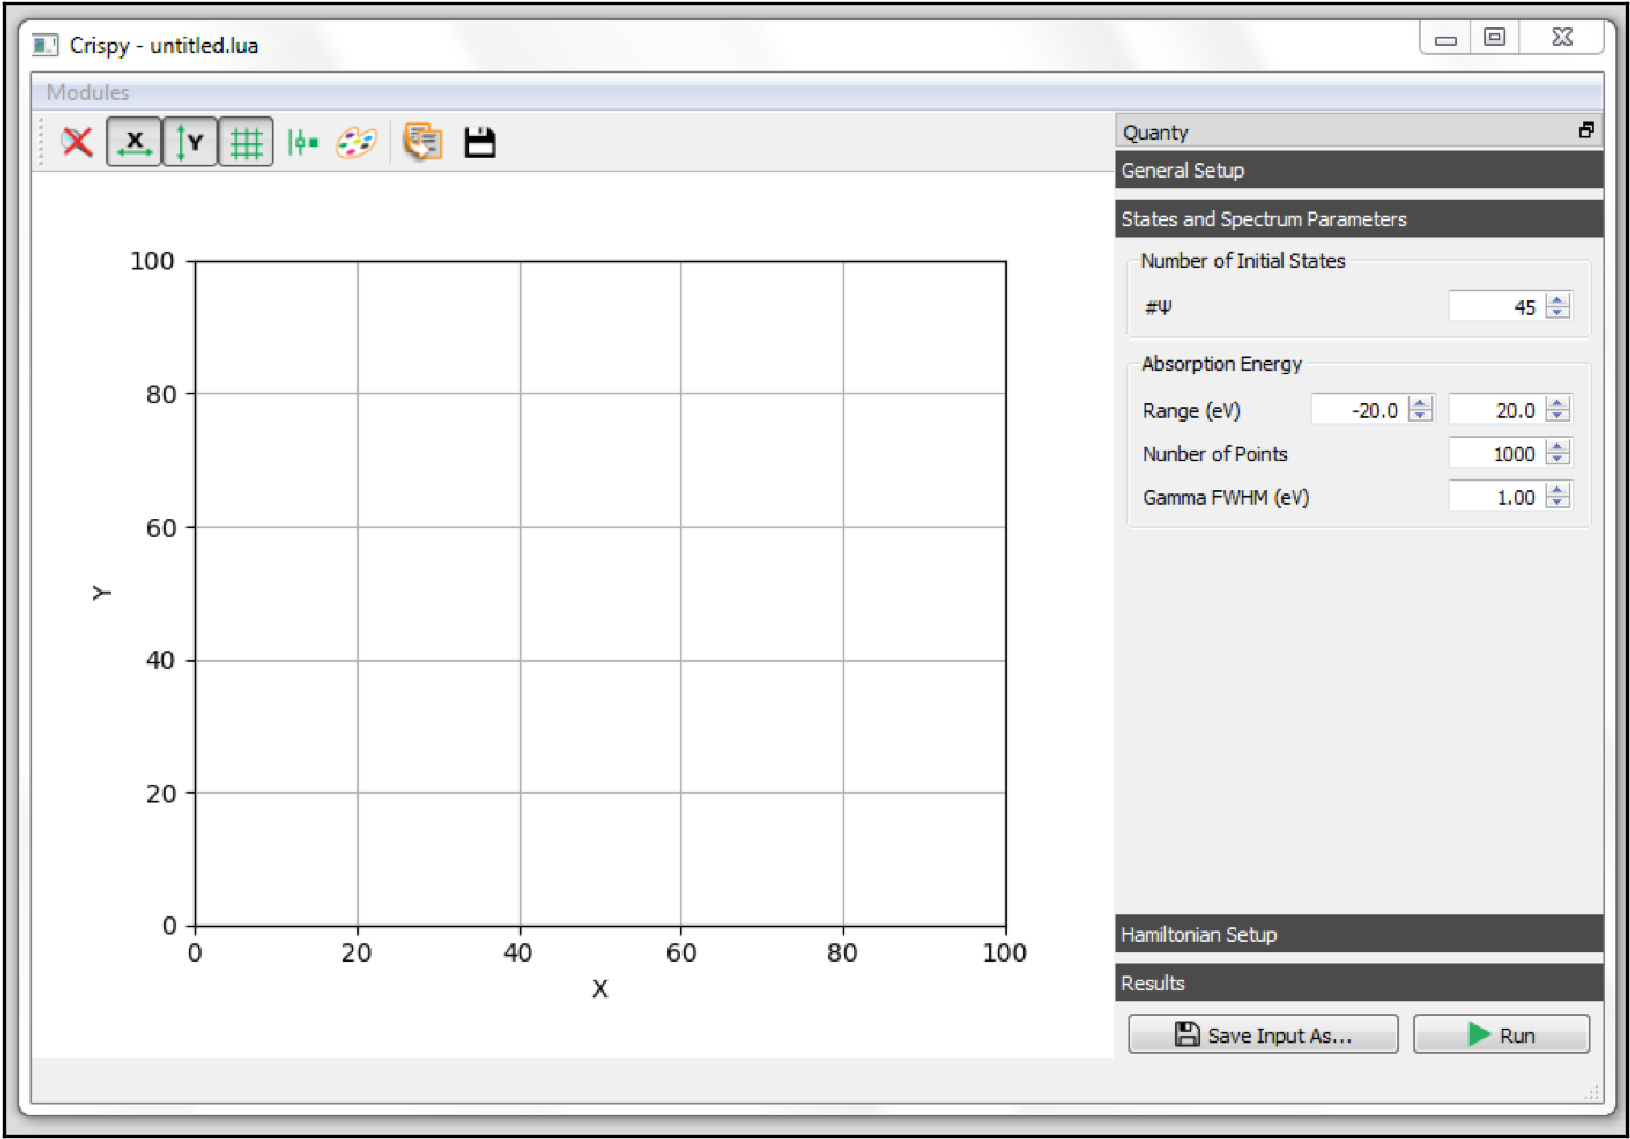 Crispy - untitled.lua
Modules
X
Y
Quanty
General Setup
States and Spectrum Parameters
Number of Initial States
#Ψ 45
Absorption Energy
Range (eV) -20.0 20.0
Nunber of Points 1000
Gamma FWHM (eV) 1.00
100
80
60
40
20
0
Y
0 20 40 60 80 100
X
Hamiltonian Setup
Results
Save Input As...
Run